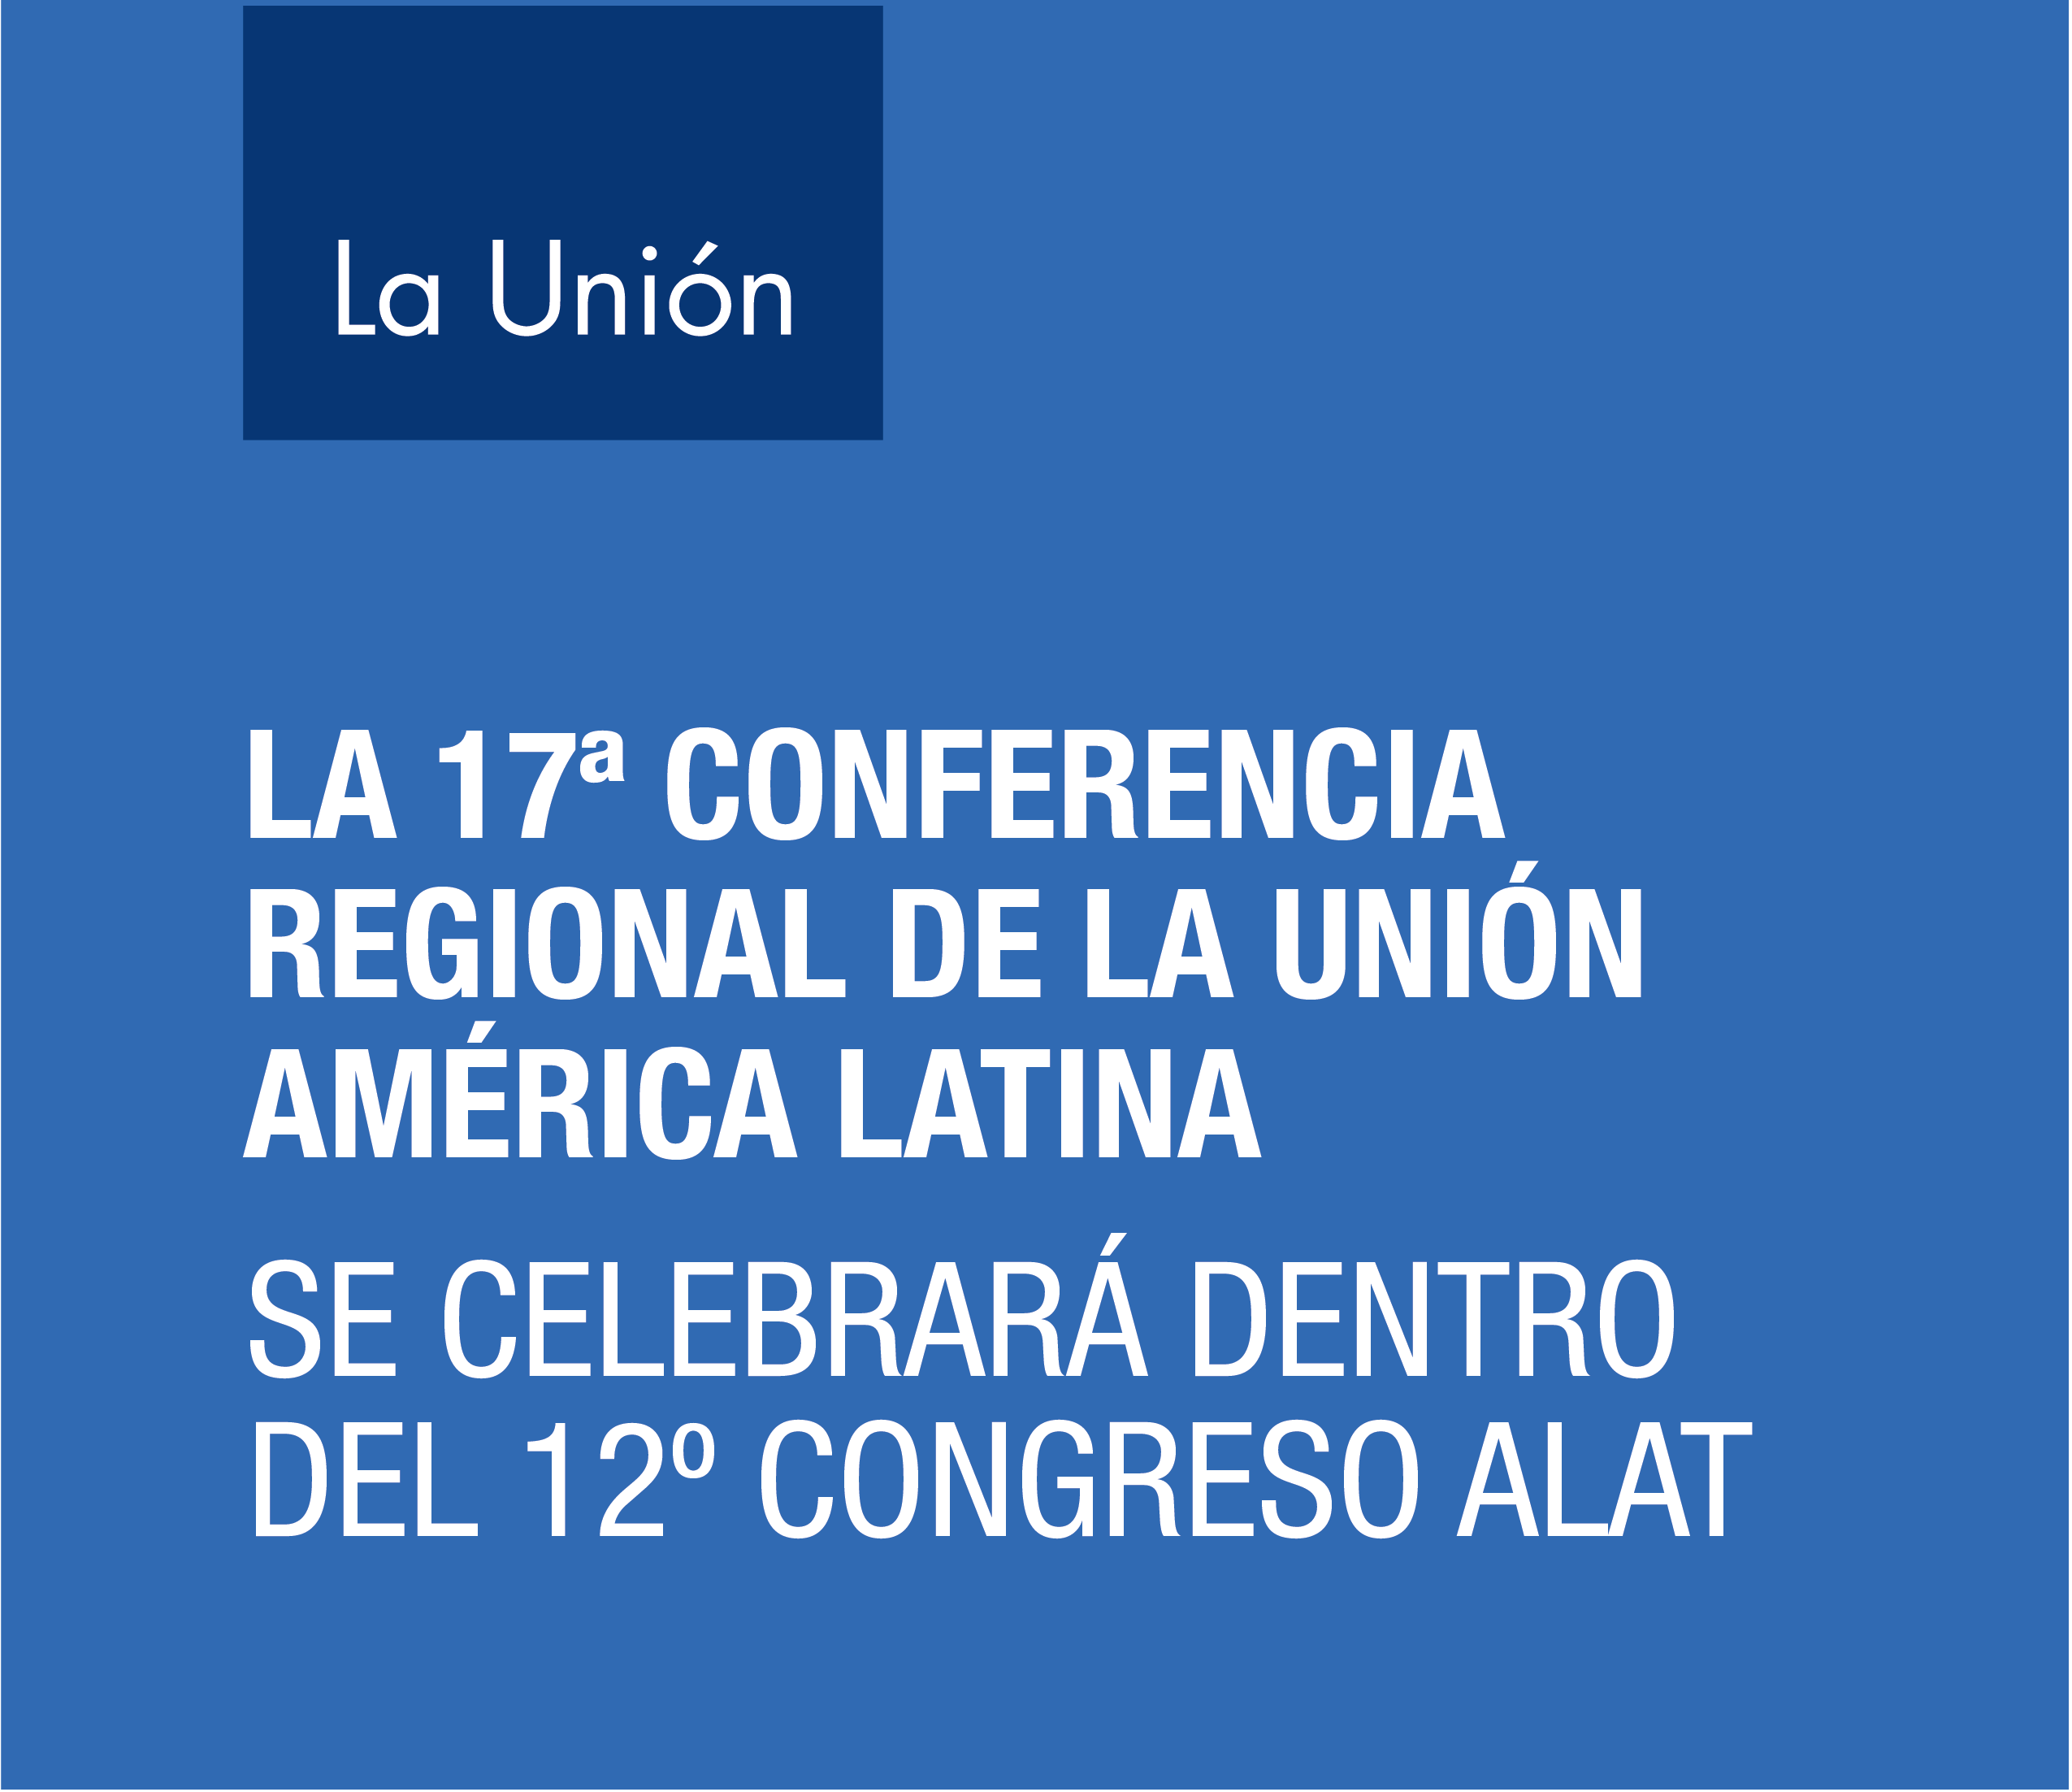 La Unión
LA 17ª CONFERENCIA
REGIONAL DE LA UNIÓN
AMÉRICA LATINA
SE CELEBRARÁ DENTRO
DEL 12º CONGRESO ALAT